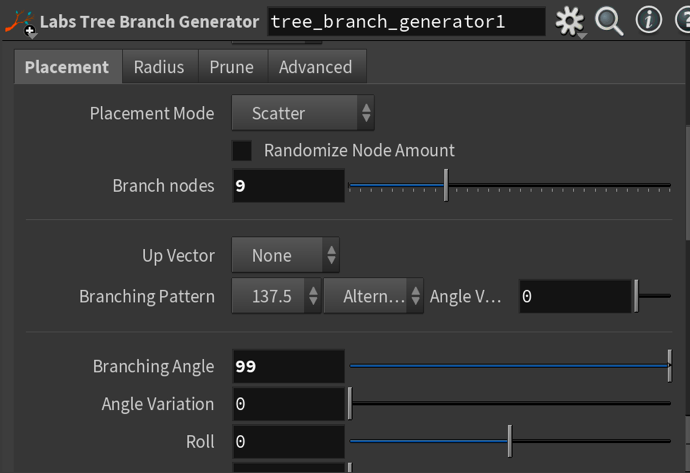 Labs Tree Branch Generator tree_branch_generator1
Placement Radius Prune Advanced
Placement Mode Scatter
Randomize Node Amount
Branch nodes 9
Up Vector None
Branching Pattern 137.5 Altern... Angle V... 0
Branching Angle 99
Angle Variation 0
Roll 0